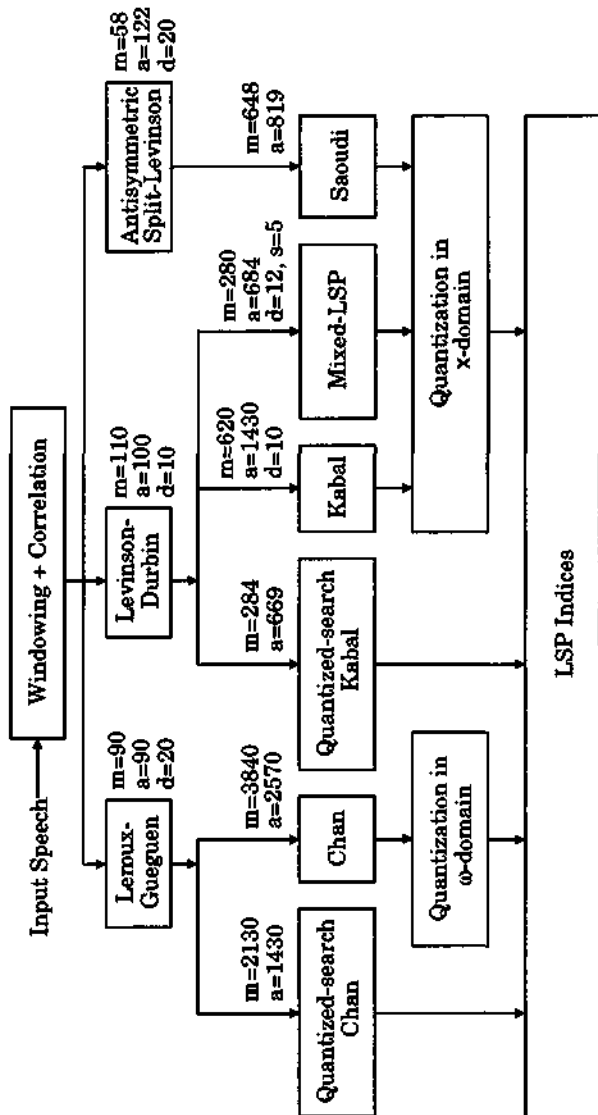 Input Speech
Windowing + Correlation
m=90
a=90
d=20
Leroux-
Gueguen
m=110
a=100
d=10
Levinson-
Durbin
m=58
a=122
d=20
Antisymmetric
Split-Levinson
m=2130
a=1430
Quantized-search
Chan
m=3840
a=2570
Chan
m=284
a=669
Quantized-search
Kabal
m=620
a=1430
d=10
Kabal
m=280
a=684
d=12, s=5
Mixed-LSP
m=648
a=819
Saoudi
Quantization in
ω-domain
Quantization in
x-domain
LSP Indices